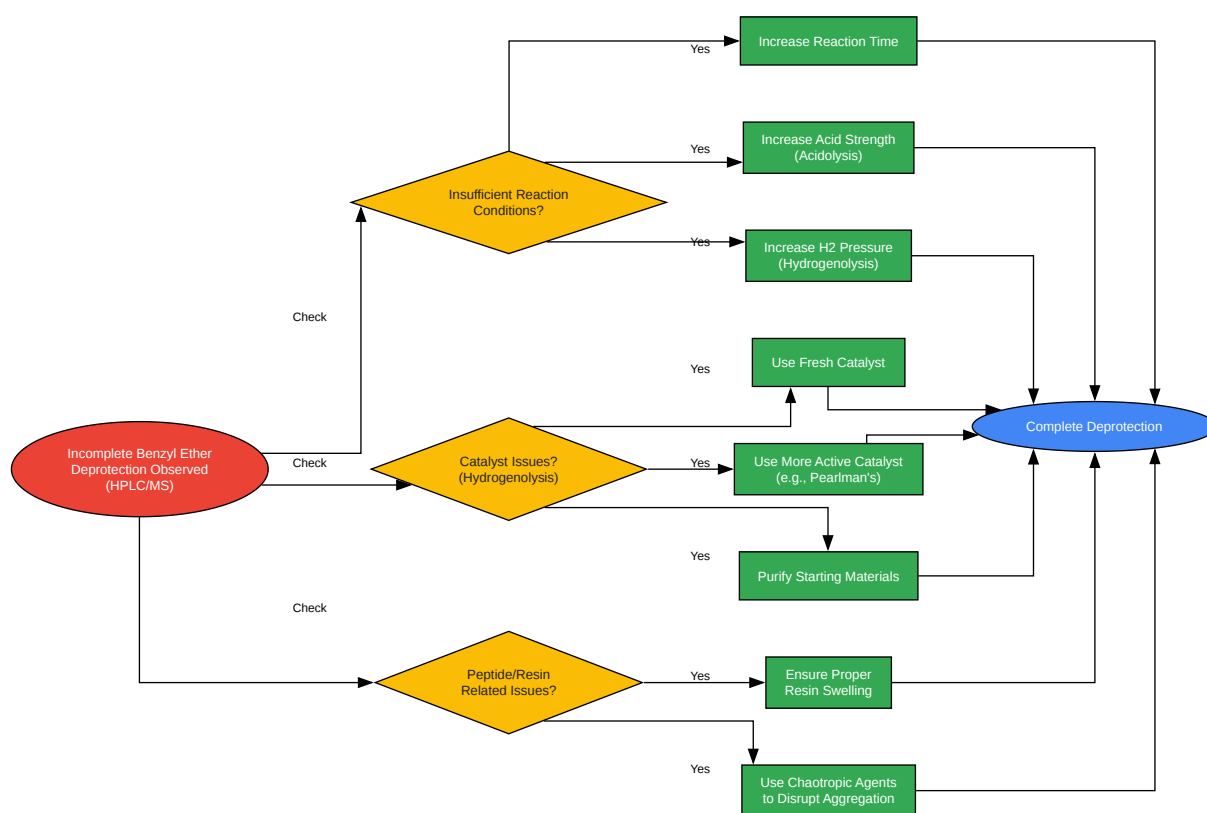 Increase Reaction Time
Yes
Increase Acid Strength
(Acidolysis)
Yes
Insufficient Reaction
Conditions?
Increase H2 Pressure
(Hydrogenolysis)
Yes
Check
Use Fresh Catalyst
Yes
Complete Deprotection
Incomplete Benzyl Ether
Deprotection Observed
(HPLC/MS)
Check
Catalyst Issues?
(Hydrogenolysis)
Yes
Use More Active Catalyst
(e.g., Pearlman's)
Yes
Purify Starting Materials
Check
Peptide/Resin
Related Issues?
Yes
Ensure Proper
Resin Swelling
Yes
Use Chaotropic Agents
to Disrupt Aggregation